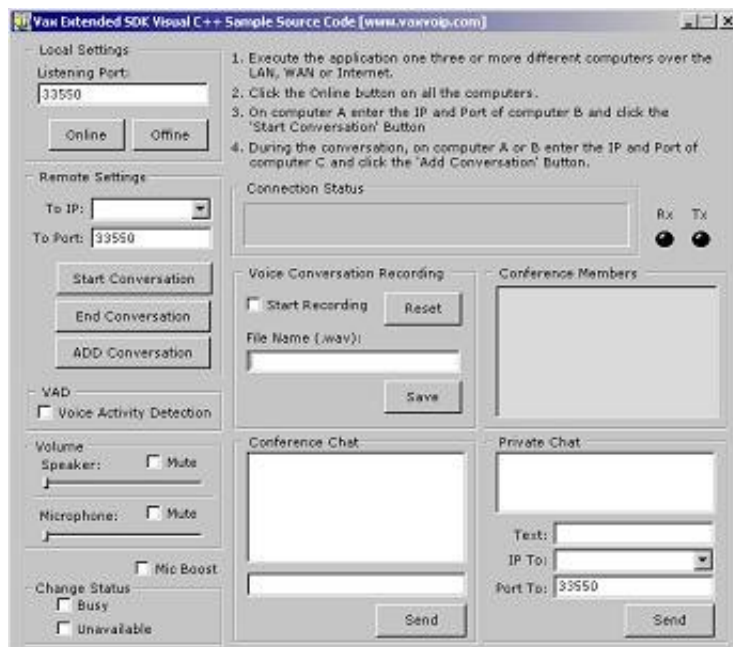 Vax Extended SDK Visual C++ Sample Source Code [www.vaxvoip.com]
Local Settings
Listening Port:
33550
Online
Offline
1. Execute the application one three or more different computers over the
LAN, WAN or Internet.
2. Click the Online button on all the computers.
3. On computer A enter the IP and Port of computer B and click the
'Start Conversation' Button
4. During the conversation, on computer A or B enter the IP and Port of
computer C and click the 'Add Conversation' Button.
Remote Settings
To IP:
To Port: 33550
Start Conversation
End Conversation
ADD Conversation
Connection Status
Rx Tx
Voice Conversation Recording
Start Recording
Reset
File Name (.wav):
Save
Conference Members
VAD
Voice Activity Detection
Volume
Speaker: Mute
Microphone: Mute
Mic Boost
Change Status
Busy
Unavailable
Conference Chat
Send
Private Chat
Text:
IP To:
Port To: 33550
Send